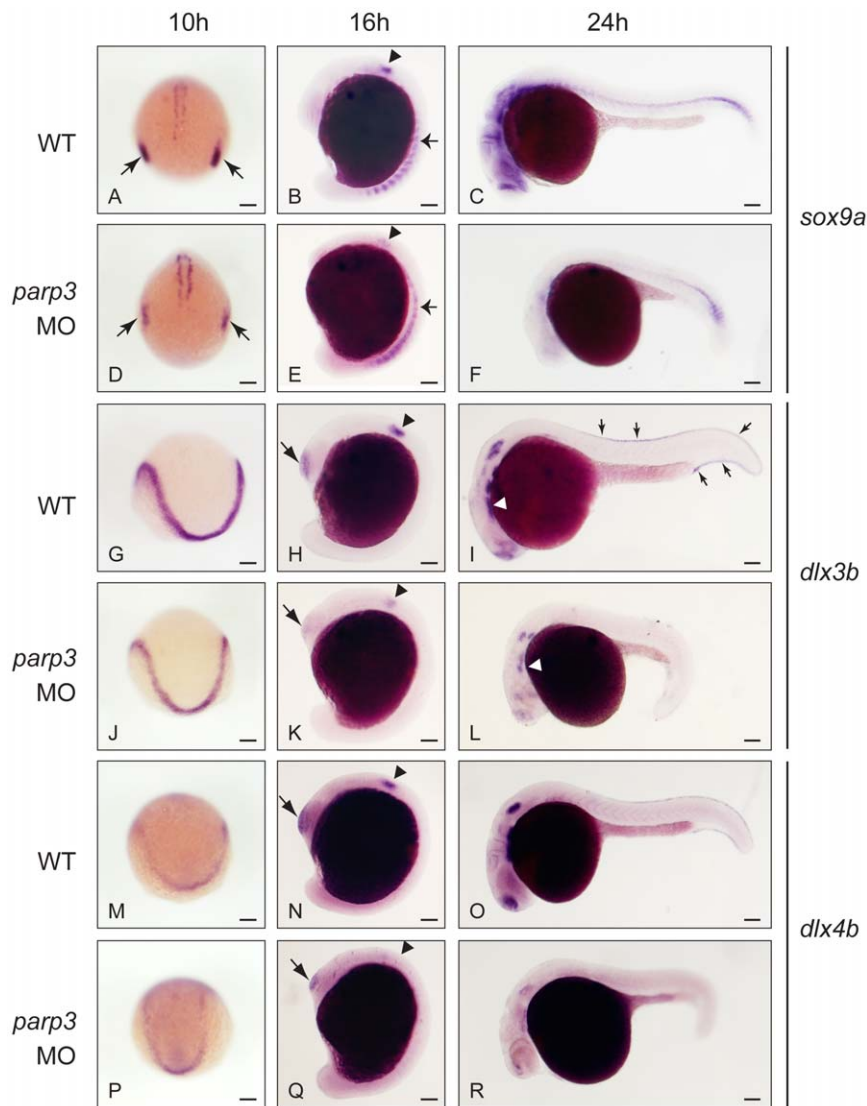 10h 16h 24h
WT
A B C
sox9a
parp3
MO
D E F
WT
G H I
dlx3b
parp3
MO
J K L
WT
M N O
dlx4b
parp3
MO
P Q R